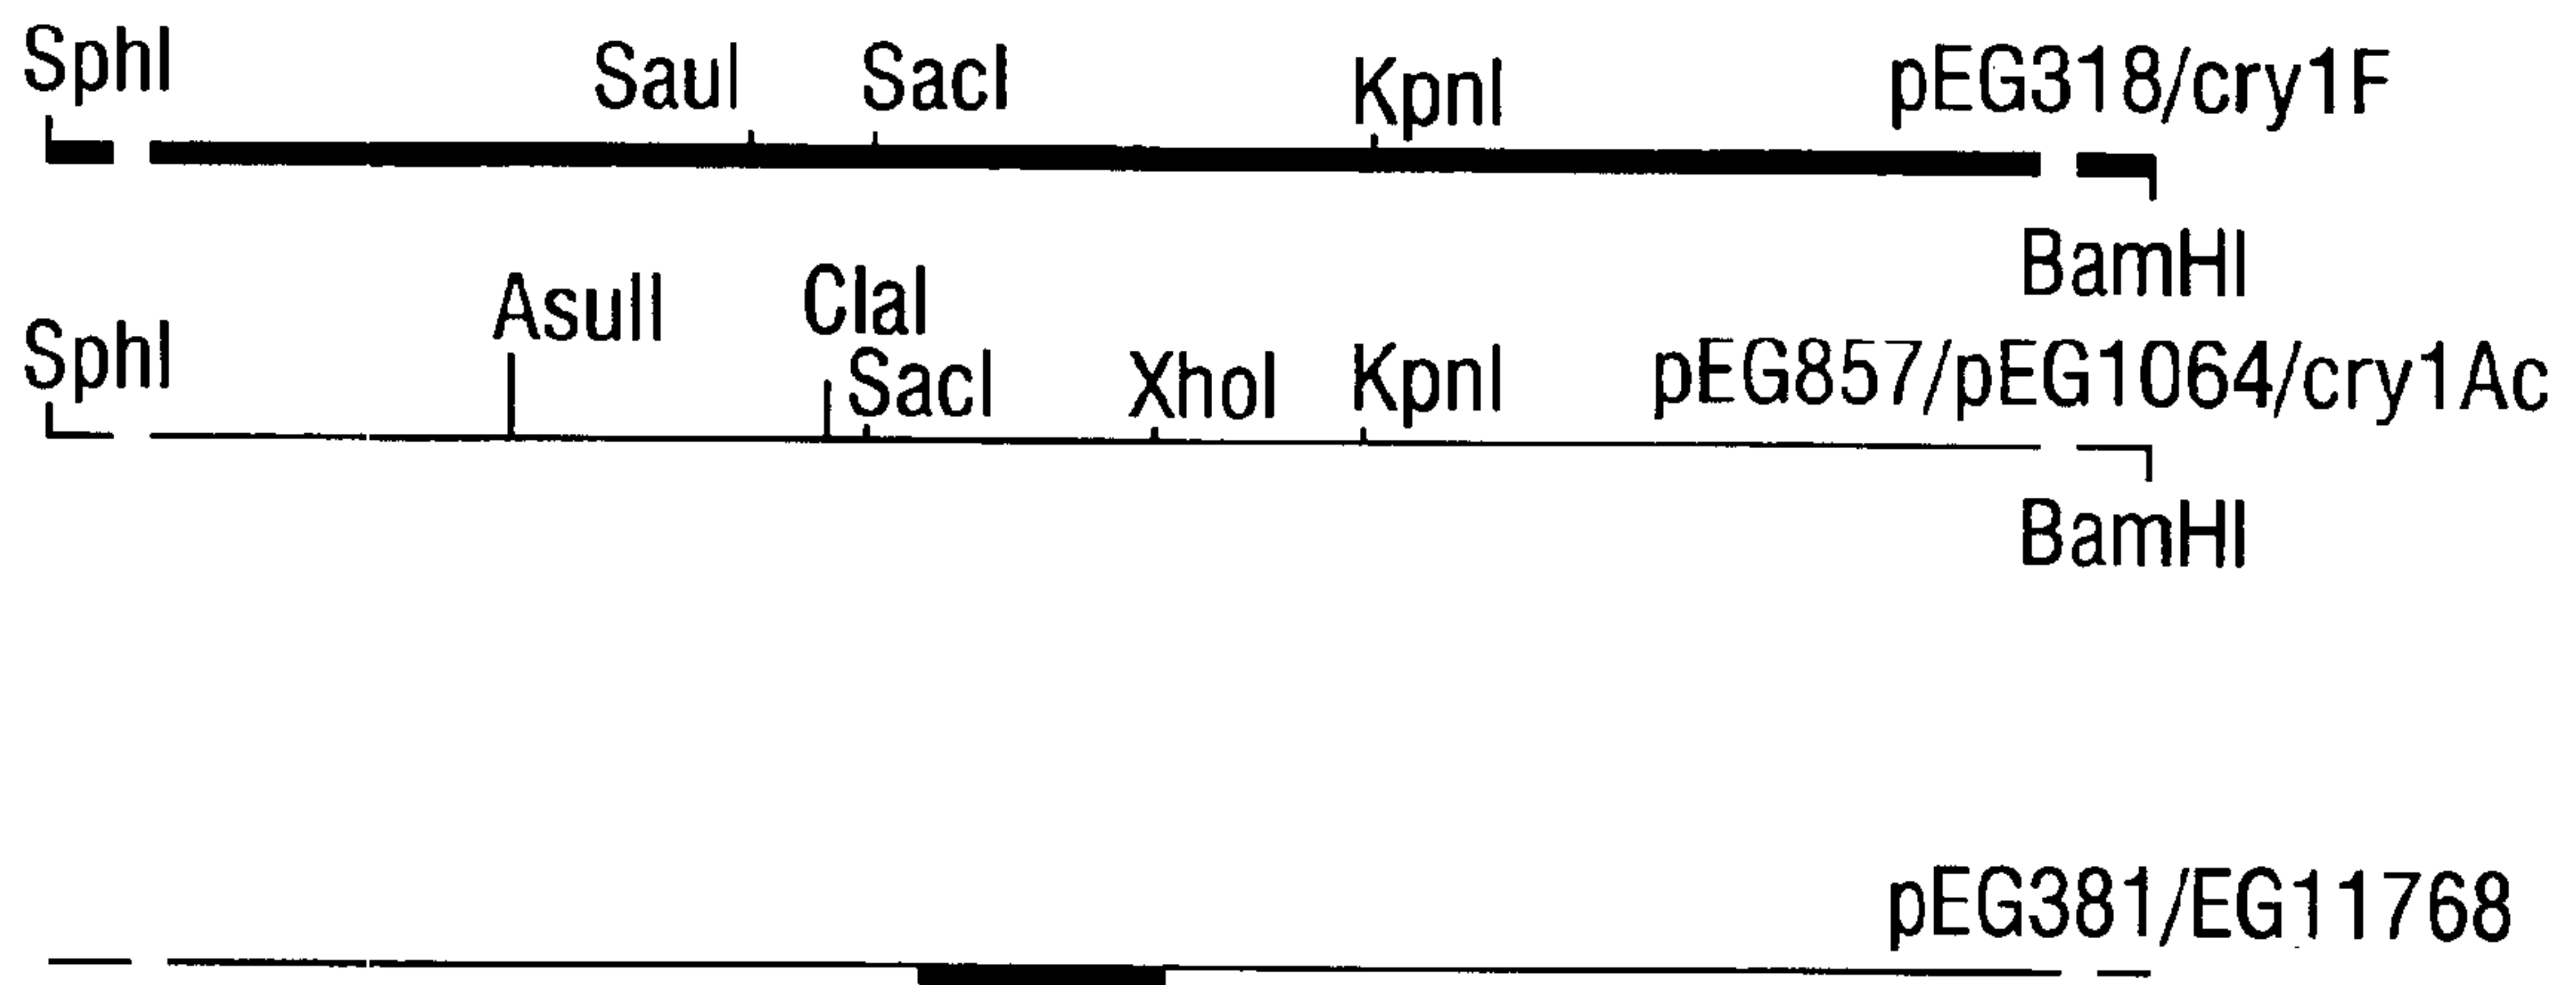 SphI SauI SacI KpnI pEG318/cry1F
BamHI
AsuII ClaI
SphI SacI XhoI KpnI pEG857/pEG1064/cry1Ac
BamHI
pEG381/EG11768